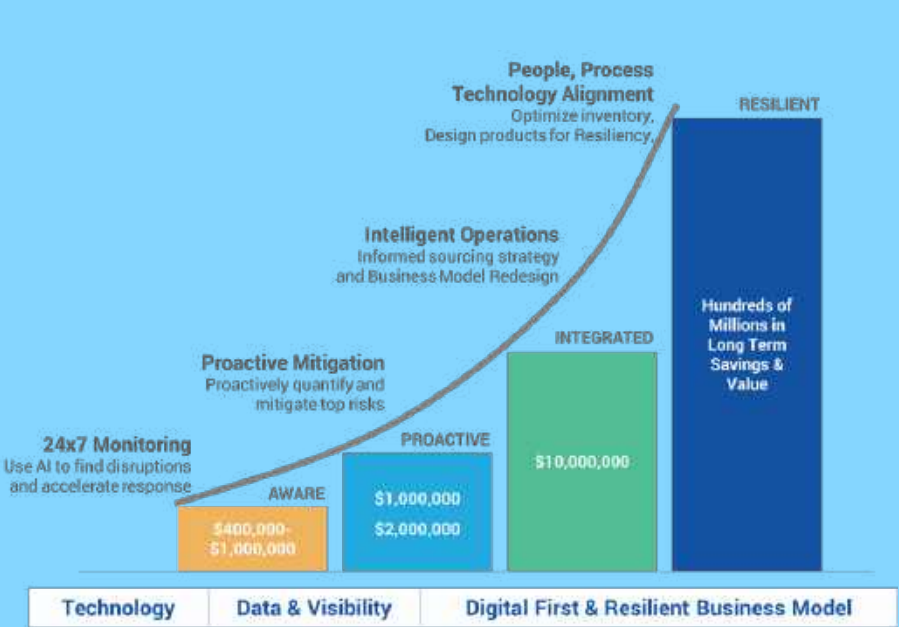 People, Process
Technology Alignment
Optimize inventory,
Design products for Resiliency,
RESILIENT
Hundreds of
Millions in
Long Term
Savings &
Value
Intelligent Operations
Informed sourcing strategy
and Business Model Redesign
INTEGRATED
$10,000,000
Proactive Mitigation
Proactively quantify and
mitigate top risks
PROACTIVE
$1,000,000
$2,000,000
24x7 Monitoring
Use AI to find disruptions
and accelerate response
AWARE
$400,000-
$1,000,000
Technology
Data & Visibility
Digital First & Resilient Business Model